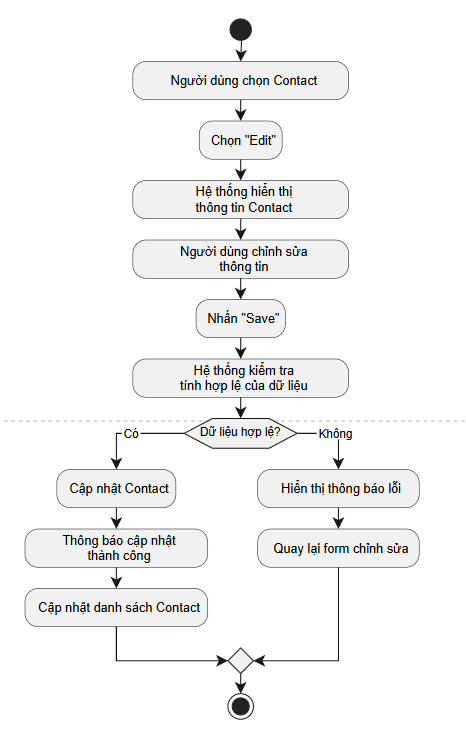 Người dùng chọn Contact
Chọn "Edit"
Hệ thống hiển thị
thông tin Contact
Người dùng chỉnh sửa
thông tin
Nhấn "Save"
Hệ thống kiểm tra
tính hợp lệ của dữ liệu
Dữ liệu hợp lệ?
Có
Không
Cập nhật Contact
Hiển thị thông báo lỗi
Thông báo cập nhật
thành công
Quay lại form chỉnh sửa
Cập nhật danh sách Contact